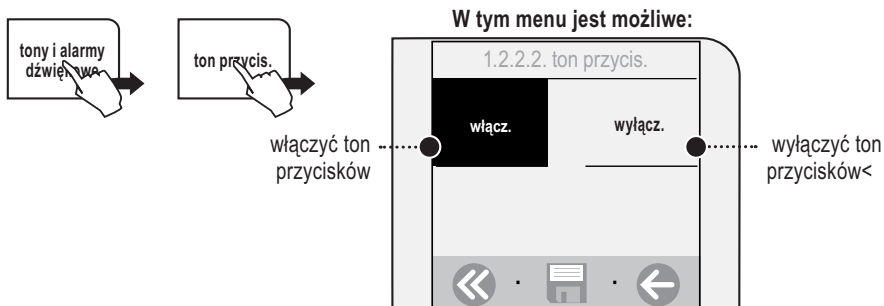 W tym menu jest możliwe:
tony i alarmy
dźwiękowe
ton przycis.
1.2.2.2. ton przycis.
włącz.
wyłącz.
włączyć ton
przycisków
wyłączyć ton
przycisków<